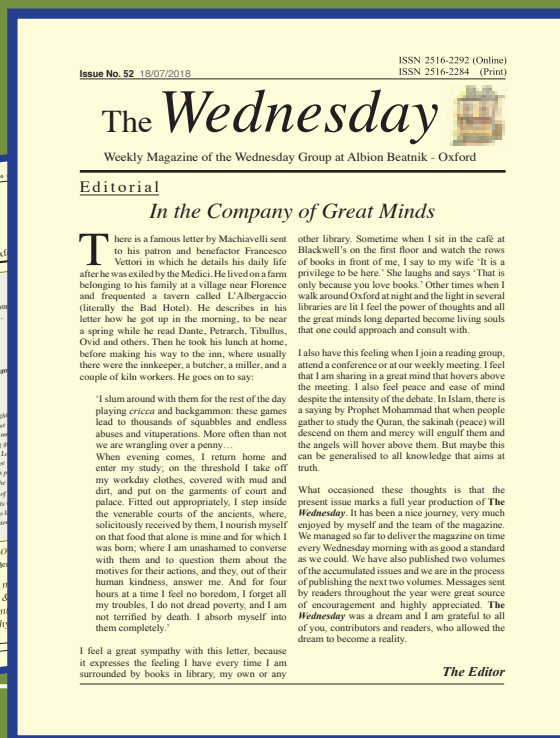 ISSN 2516-2292 (Online)
Issue No. 52 18/07/2018
ISSN 2516-2284 (Print)
The Wednesday
Weekly Magazine of the Wednesday Group at Albion Beatnik - Oxford
Editorial
In the Company of Great Minds
There is a famous letter by Machiavelli sent
to his patron and benefactor Francesco
Vettori in which he details his daily life
after he was exiled by the Medici. He lived on a farm
belonging to his family at a village near Florence
and frequented a tavern called L'Albergaccio
(literally the Bad Hotel). He describes in his
letter how he got up in the morning, to be near
a spring while he read Dante, Petrarch, Tibullus,
Ovid and others. Then he took his lunch at home,
before making his way to the inn, where usually
there were the innkeeper, a butcher, a miller, and a
couple of kiln workers. He goes on to say:
‘I slum around with them for the rest of the day
playing cricca and backgammon: these games
lead to thousands of squabbles and endless
abuses and vituperations. More often than not
we are wrangling over a penny…
When evening comes, I return home and
enter my study; on the threshold I take off
my workday clothes, covered with mud and
dirt, and put on the garments of court and
palace. Fitted out appropriately, I step inside
the venerable courts of the ancients, where,
solicitously received by them, I nourish myself
on that food that alone is mine and for which I
was born; where I am unashamed to converse
with them and to question them about the
motives for their actions, and they, out of their
human kindness, answer me. And for four
hours at a time I feel no boredom, I forget all
my troubles, I do not dread poverty, and I am
not terrified by death. I absorb myself into
them completely.’
I feel a great sympathy with this letter, because
it expresses the feeling I have every time I am
surrounded by books in library, my own or any
other library. Sometime when I sit in the café at
Blackwell’s on the first floor and watch the rows
of books in front of me, I say to my wife ‘It is a
privilege to be here.’ She laughs and says ‘That is
only because you love books.’ Other times when I
walk around Oxford at night and the light in several
libraries are lit I feel the power of thoughts and all
the great minds long departed become living souls
that one could approach and consult with.
I also have this feeling when I join a reading group,
attend a conference or at our weekly meeting. I feel
that I am sharing in a great mind that hovers above
the meeting. I also feel peace and ease of mind
despite the intensity of the debate. In Islam, there is
a saying by Prophet Mohammad that when people
gather to study the Quran, the sakinah (peace) will
descend on them and mercy will engulf them and
the angels will hover above them. But maybe this
can be generalised to all knowledge that aims at
truth.
What occasioned these thoughts is that the
present issue marks a full year production of The
Wednesday. It has been a nice journey, very much
enjoyed by myself and the team of the magazine.
We managed so far to deliver the magazine on time
every Wednesday morning with as good a standard
as we could. We have also published two volumes
of the accumulated issues and we are in the process
of publishing the next two volumes. Messages sent
by readers throughout the year were great source
of encouragement and highly appreciated. The
Wednesday was a dream and I am grateful to all
of you, contributors and readers, who allowed the
dream to become a reality.
The Editor